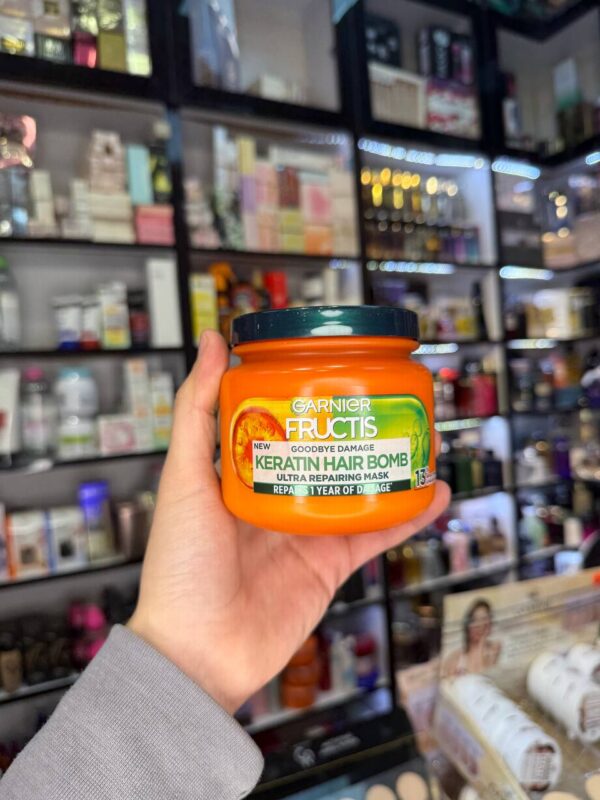 GARNIER
FRUCTIS
NEW
GOODBYE DAMAGE
KERATIN HAIR BOMB
ULTRA REPAIRING MASK
REPAIRS 1 YEAR OF DAMAGE*